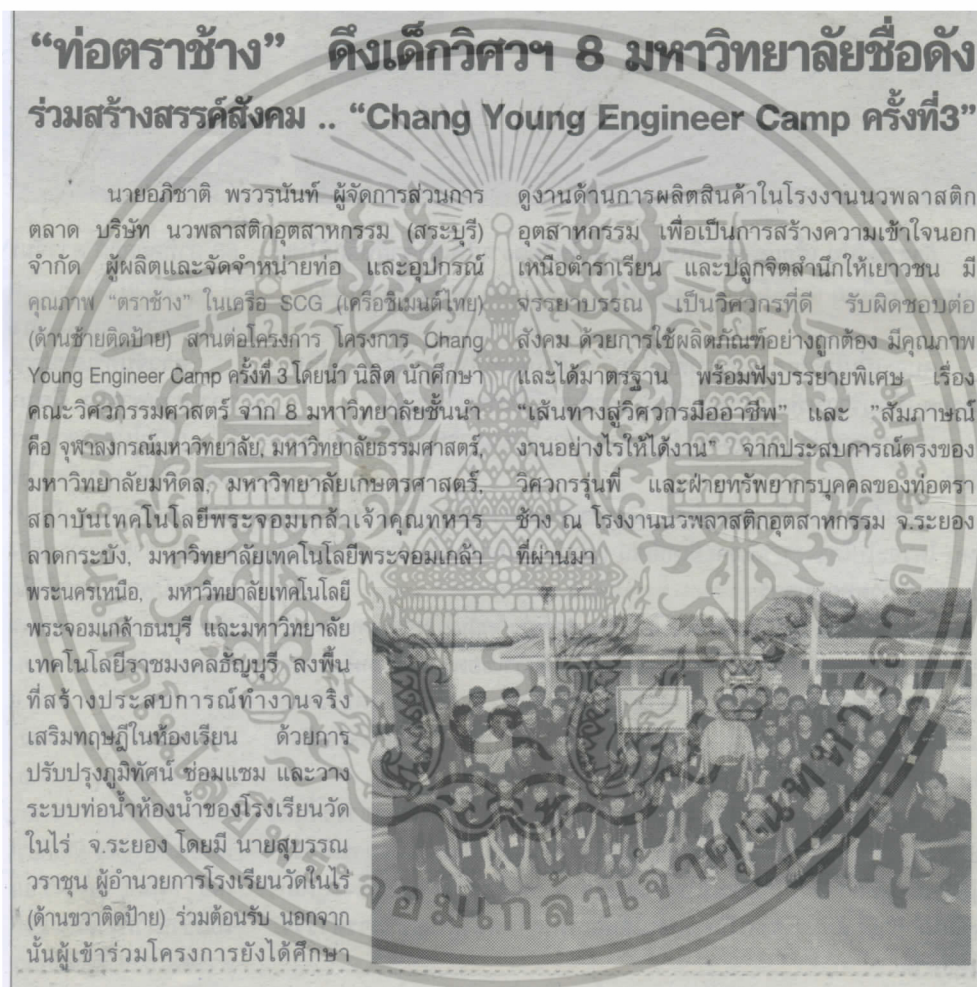 “ท่อตราช้าง” ดึงเด็กวิศวฯ 8 มหาวิทยาลัยชื่อดัง
ร่วมสร้างสรรค์สังคม .. “Chang Young Engineer Camp ครั้งที่3”
นายอภิชาติ พรวรนันท์ ผู้จัดการส่วนการ
ตลาด บริษัท นวพลาสติกอุตสาหกรรม (สระบุรี)
จำกัด ผู้ผลิตและจัดจำหน่ายท่อ และอุปกรณ์
คุณภาพ “ตราช้าง” ในเครือ SCG (เครือซิเมนต์ไทย)
(ด้านซ้ายติดป้าย) สานต่อโครงการ โครงการ Chang
Young Engineer Camp ครั้งที่ 3 โดยนำ นิสิต นักศึกษา
คณะวิศวกรรมศาสตร์ จาก 8 มหาวิทยาลัยชั้นนำ
คือ จุฬาลงกรณ์มหาวิทยาลัย, มหาวิทยาลัยธรรมศาสตร์,
มหาวิทยาลัยมหิดล, มหาวิทยาลัยเกษตรศาสตร์,
สถาบันเทคโนโลยีพระจอมเกล้าเจ้าคุณทหาร
ลาดกระบัง, มหาวิทยาลัยเทคโนโลยีพระจอมเกล้า
พระนครเหนือ, มหาวิทยาลัยเทคโนโลยี
พระจอมเกล้าธนบุรี และมหาวิทยาลัย
เทคโนโลยีราชมงคลธัญบุรี ลงพื้น
ที่สร้างประสบการณ์ทำงานจริง
เสริมทฤษฎีในห้องเรียน ด้วยการ
ปรับปรุงภูมิทัศน์ ซ่อมแซม และวาง
ระบบท่อน้ำห้องน้ำของโรงเรียนวัด
ในไร่ จ.ระยอง โดยมี นายสุบรรณ
วราชุน ผู้อำนวยการโรงเรียนวัดในไร่
(ด้านขวาติดป้าย) ร่วมต้อนรับ นอกจาก
นั้นผู้เข้าร่วมโครงการยังได้ศึกษา
ดูงานด้านการผลิตสินค้าในโรงงานนวพลาสติก
อุตสาหกรรม เพื่อเป็นการสร้างความเข้าใจนอก
เหนือตำราเรียน และปลูกจิตสำนึกให้เยาวชน มี
จรรยาบรรณ เป็นวิศวกรที่ดี รับผิดชอบต่อ
สังคม ด้วยการใช้ผลิตภัณฑ์อย่างถูกต้อง มีคุณภาพ
และได้มาตรฐาน พร้อมฟังบรรยายพิเศษ เรื่อง
“เส้นทางสู่วิศวกรมืออาชีพ” และ ”สัมภาษณ์
งานอย่างไรให้ได้งาน” จากประสบการณ์ตรงของ
วิศวกรรุ่นพี่ และฝ่ายทรัพยากรบุคคลของท่อตรา
ช้าง ณ โรงงานนวพลาสติกอุตสาหกรรม จ.ระยอง
ที่ผ่านมา
สถาบันเทคโนโลยีพระจอมเกล้าเจ้าคุณทหารลาดกระบัง